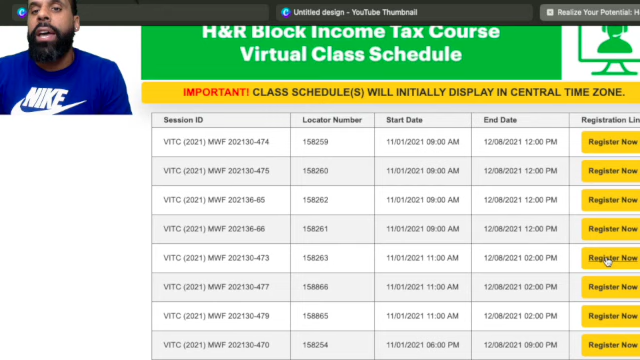 Untitled design - YouTube Thumbnail
Realize Your Potential: H
H&R Block Income Tax Course
Virtual Class Schedule
IMPORTANT! CLASS SCHEDULE(S) WILL INITIALLY DISPLAY IN CENTRAL TIME ZONE.
NIKE
Session ID Locator Number Start Date End Date Registration Lin
VITC (2021) MWF 202130-474 158259 11/01/2021 09:00 AM 12/08/2021 12:00 PM Register Now
VITC (2021) MWF 202130-475 158260 11/01/2021 09:00 AM 12/08/2021 12:00 PM Register Now
VITC (2021) MWF 202136-65 158262 11/01/2021 09:00 AM 12/08/2021 12:00 PM Register Now
VITC (2021) MWF 202136-66 158261 11/01/2021 09:00 AM 12/08/2021 12:00 PM Register Now
VITC (2021) MWF 202130-473 158263 11/01/2021 11:00 AM 12/08/2021 02:00 PM Register Now
VITC (2021) MWF 202130-477 158866 11/01/2021 11:00 AM 12/08/2021 02:00 PM Register Now
VITC (2021) MWF 202130-479 158865 11/01/2021 11:00 AM 12/08/2021 02:00 PM Register Now
VITC (2021) MWF 202130-470 158254 11/01/2021 06:00 PM 12/08/2021 09:00 PM Register Now